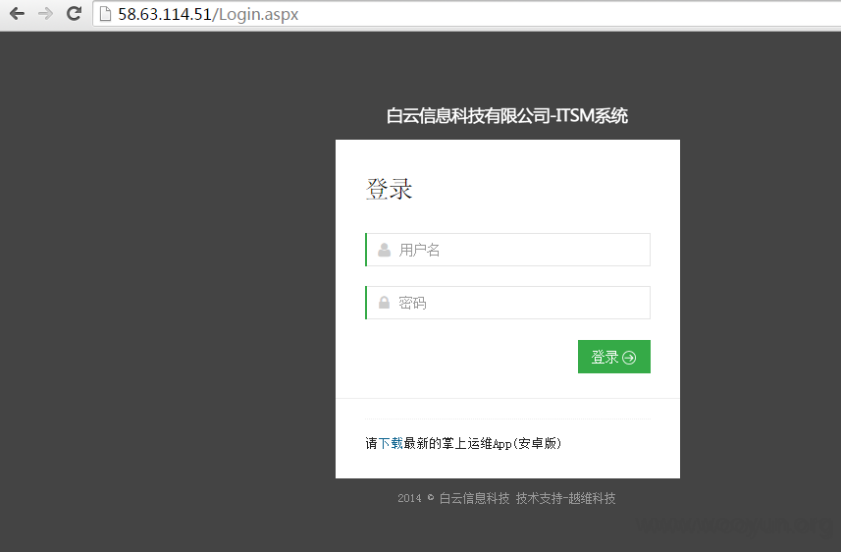 58.63.114.51/Login.aspx
白云信息科技有限公司-ITSM系统
登录
用户名
密码
登录
请下载最新的掌上运维App(安卓版)
2014 © 白云信息科技 技术支持-越维科技